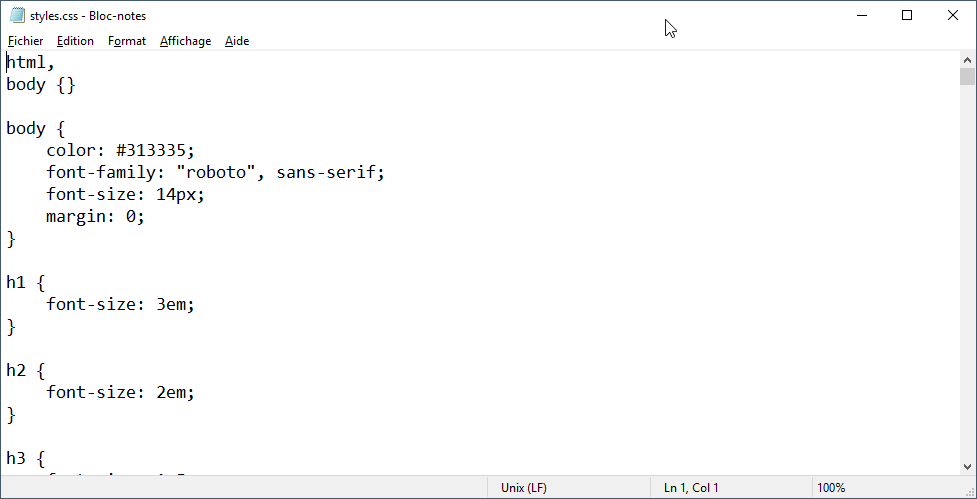 styles.css - Bloc-notes
Fichier Edition Format Affichage Aide
html,
body {}
body {
    color: #313335;
    font-family: "roboto", sans-serif;
    font-size: 14px;
    margin: 0;
}
h1 {
    font-size: 3em;
}
h2 {
    font-size: 2em;
}
h3 {
Unix (LF) Ln 1, Col 1 100%